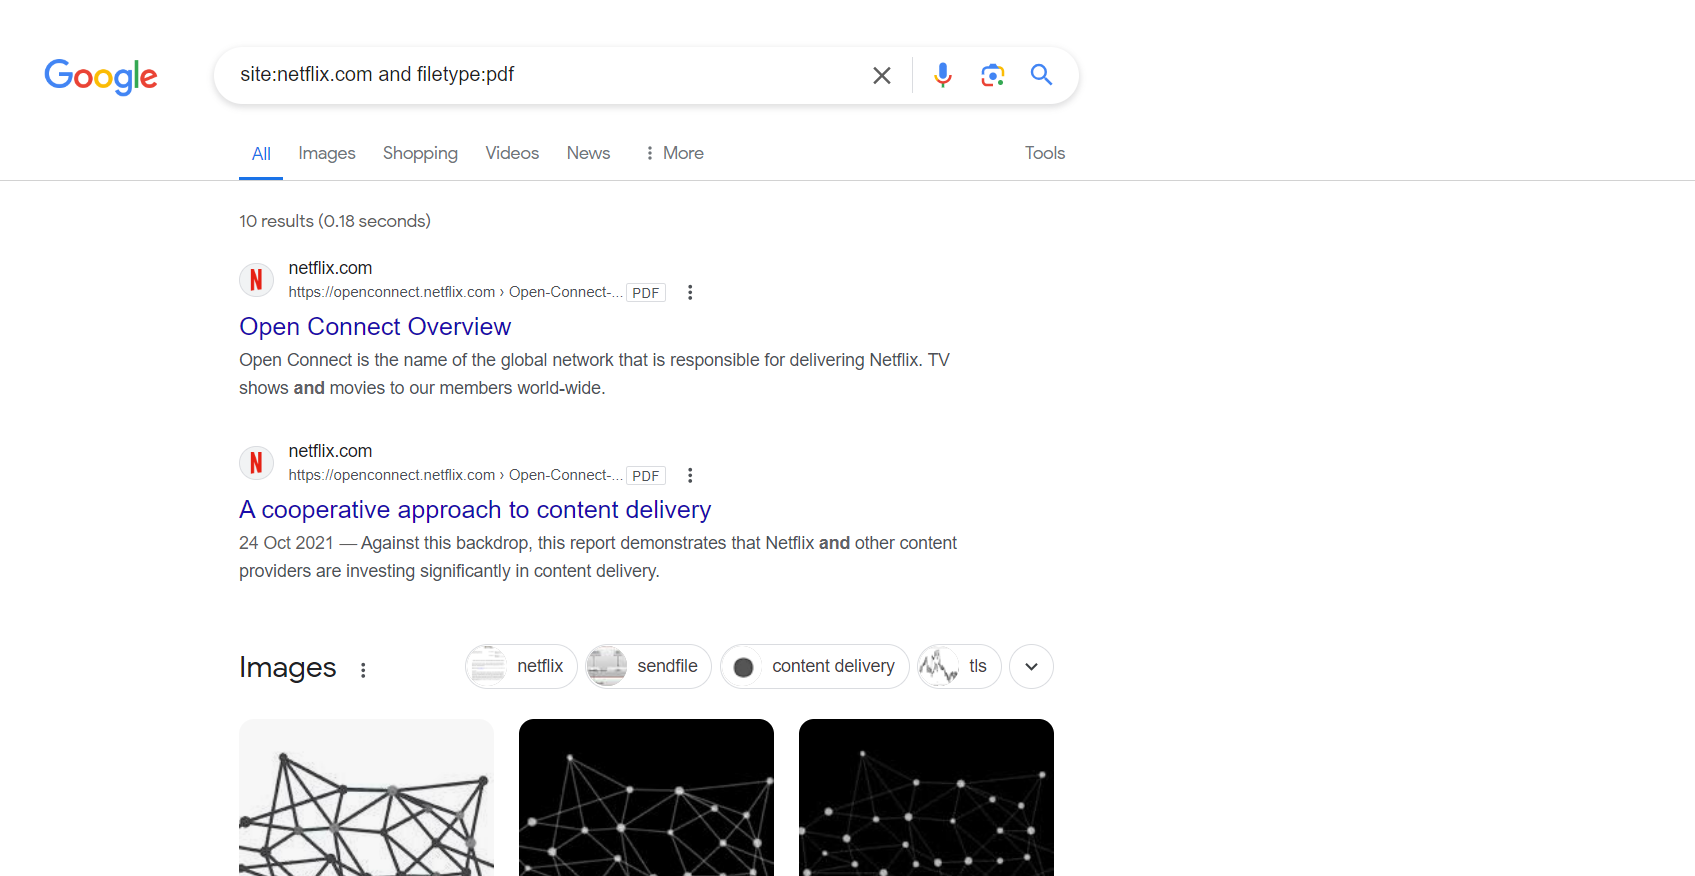 Google
site:netflix.com and filetype:pdf
All Images Shopping Videos News More Tools
10 results (0.18 seconds)
N
netflix.com
https://openconnect.netflix.com › Open-Connect-... PDF
Open Connect Overview
Open Connect is the name of the global network that is responsible for delivering Netflix. TV
shows and movies to our members world-wide.
N
netflix.com
https://openconnect.netflix.com › Open-Connect-... PDF
A cooperative approach to content delivery
24 Oct 2021 — Against this backdrop, this report demonstrates that Netflix and other content
providers are investing significantly in content delivery.
Images netflix sendfile content delivery tls